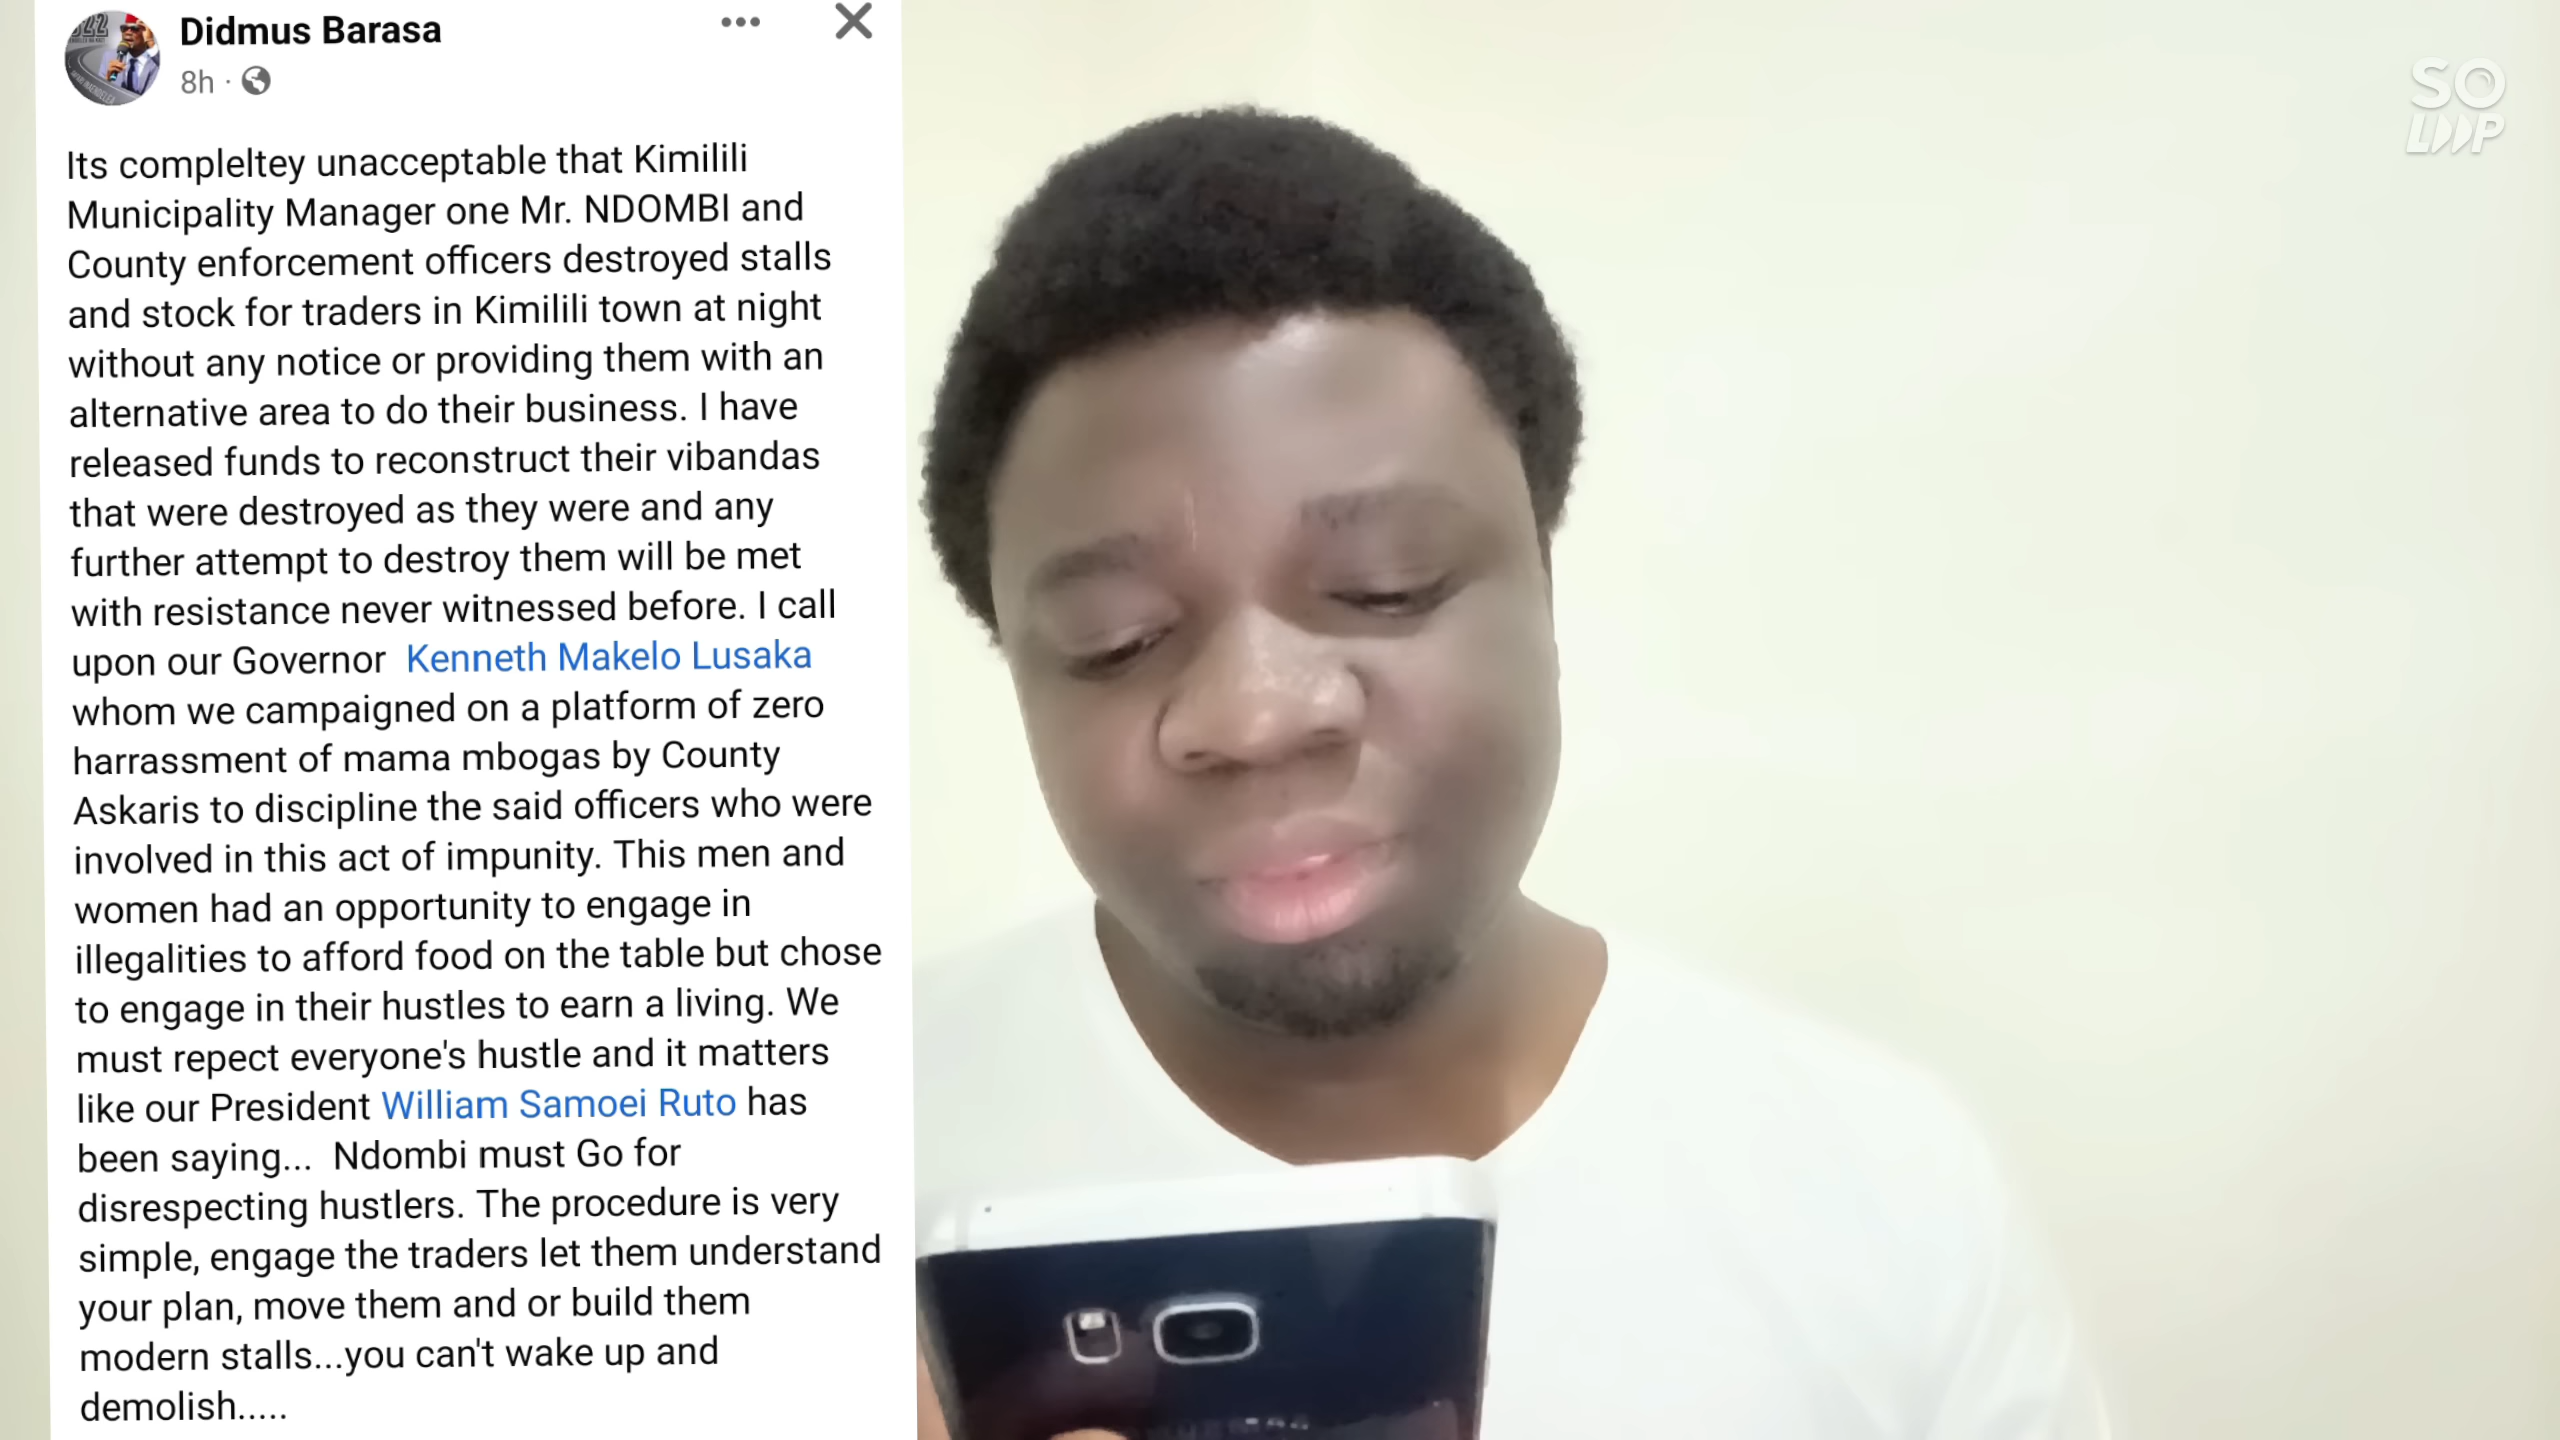 Didmus Barasa
8h
Its compleltey unacceptable that Kimilili
Municipality Manager one Mr. NDOMBI and
County enforcement officers destroyed stalls
and stock for traders in Kimilili town at night
without any notice or providing them with an
alternative area to do their business. I have
released funds to reconstruct their vibandas
that were destroyed as they were and any
further attempt to destroy them will be met
with resistance never witnessed before. I call
upon our Governor Kenneth Makelo Lusaka
whom we campaigned on a platform of zero
harrassment of mama mbogas by County
Askaris to discipline the said officers who were
involved in this act of impunity. This men and
women had an opportunity to engage in
illegalities to afford food on the table but chose
to engage in their hustles to earn a living. We
must repect everyone's hustle and it matters
like our President William Samoei Ruto has
been saying... Ndombi must Go for
disrespecting hustlers. The procedure is very
simple, engage the traders let them understand
your plan, move them and or build them
modern stalls...you can't wake up and
demolish.....
SO
LOOP